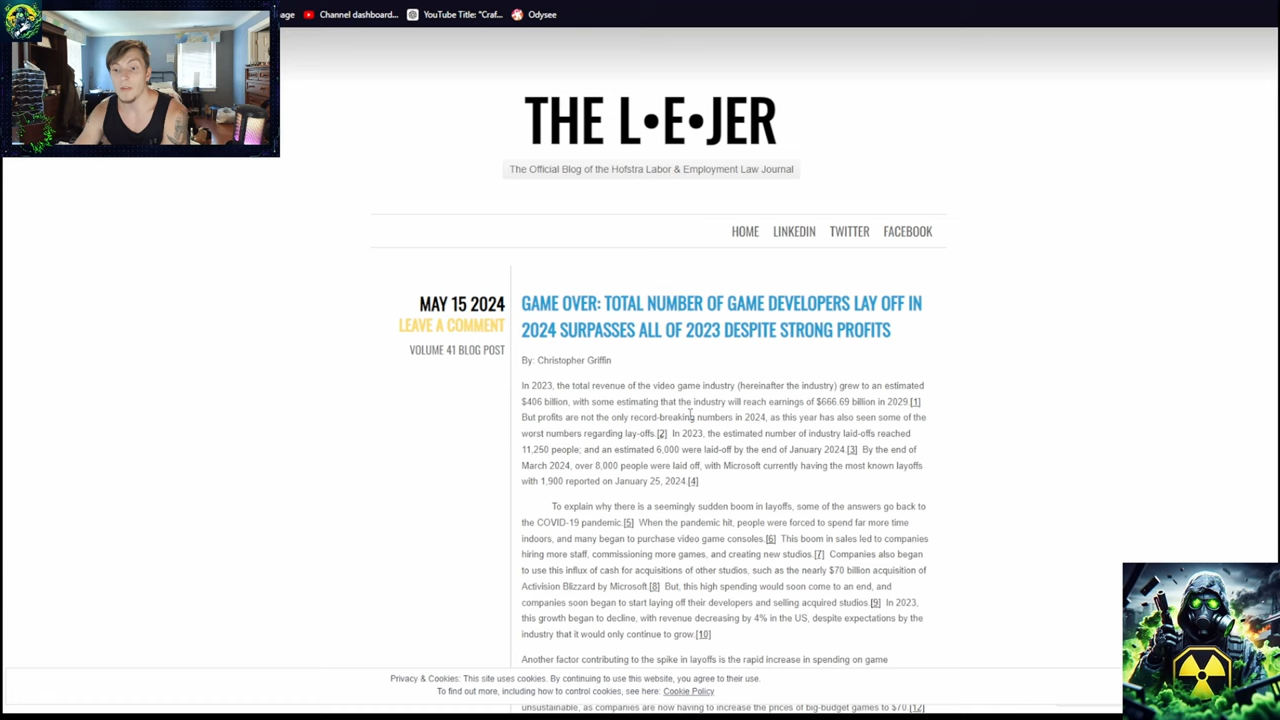 age
Channel dashboard...
YouTube Title: "Craf...
Odysee
THE L•E•JER
The Official Blog of the Hofstra Labor & Employment Law Journal
HOME LINKEDIN TWITTER FACEBOOK
MAY 15 2024
LEAVE A COMMENT
VOLUME 41 BLOG POST
GAME OVER: TOTAL NUMBER OF GAME DEVELOPERS LAY OFF IN
2024 SURPASSES ALL OF 2023 DESPITE STRONG PROFITS
By: Christopher Griffin
In 2023, the total revenue of the video game industry (hereinafter the industry) grew to an estimated
$406 billion, with some estimating that the industry will reach earnings of $666.69 billion in 2029.[1]
But profits are not the only record-breaking numbers in 2024, as this year has also seen some of the
worst numbers regarding lay-offs.[2] In 2023, the estimated number of industry laid-offs reached
11,250 people; and an estimated 6,000 were laid-off by the end of January 2024.[3] By the end of
March 2024, over 8,000 people were laid off, with Microsoft currently having the most known layoffs
with 1,900 reported on January 25, 2024.[4]
To explain why there is a seemingly sudden boom in layoffs, some of the answers go back to
the COVID-19 pandemic.[5] When the pandemic hit, people were forced to spend far more time
indoors, and many began to purchase video game consoles.[6] This boom in sales led to companies
hiring more staff, commissioning more games, and creating new studios.[7] Companies also began
to use this influx of cash for acquisitions of other studios, such as the nearly $70 billion acquisition of
Activision Blizzard by Microsoft.[8] But, this high spending would soon come to an end, and
companies soon began to start laying off their developers and selling acquired studios.[9] In 2023,
this growth began to decline, with revenue decreasing by 4% in the US, despite expectations by the
industry that it would only continue to grow.[10]
Another factor contributing to the spike in layoffs is the rapid increase in spending on game
Privacy & Cookies: This site uses cookies. By continuing to use this website, you agree to their use.
To find out more, including how to control cookies, see here: Cookie Policy
unsustainable, as companies are now having to increase the prices of big-budget games to $70.[12]